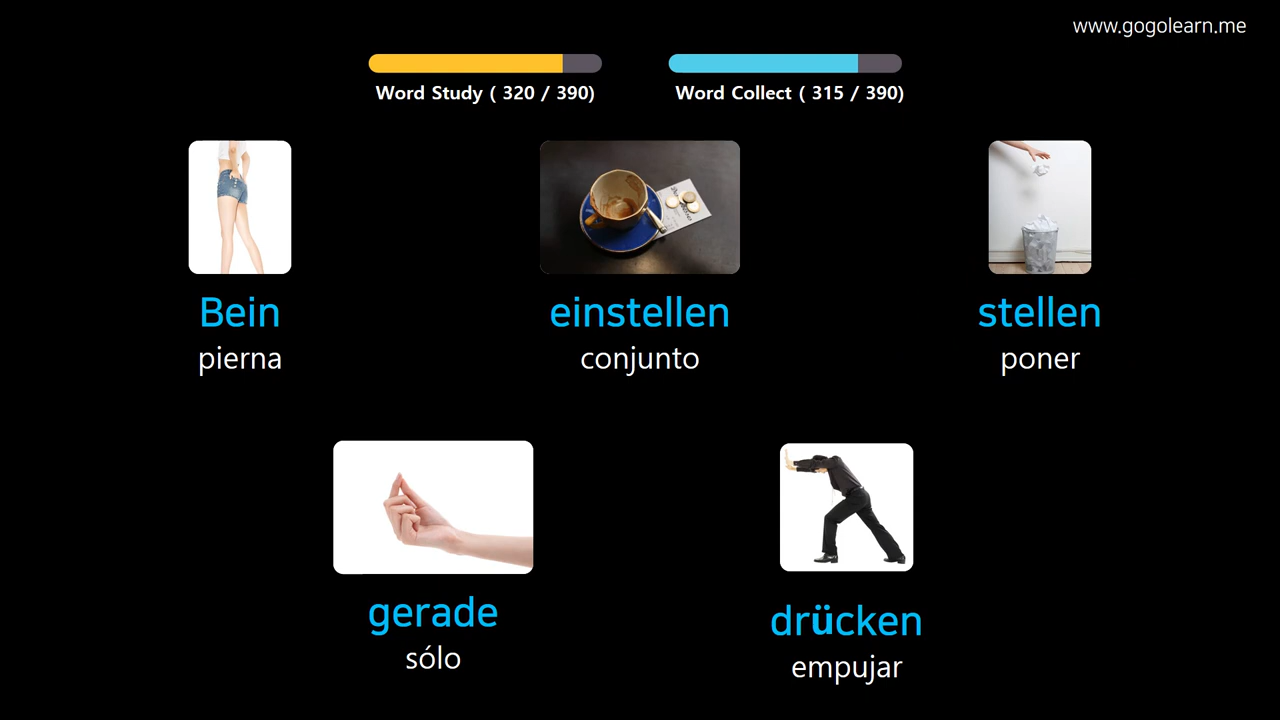 www.gogolearn.me
Word Study ( 320 / 390)
Word Collect ( 315 / 390)
Bein
pierna
einstellen
conjunto
stellen
poner
gerade
sólo
drücken
empujar